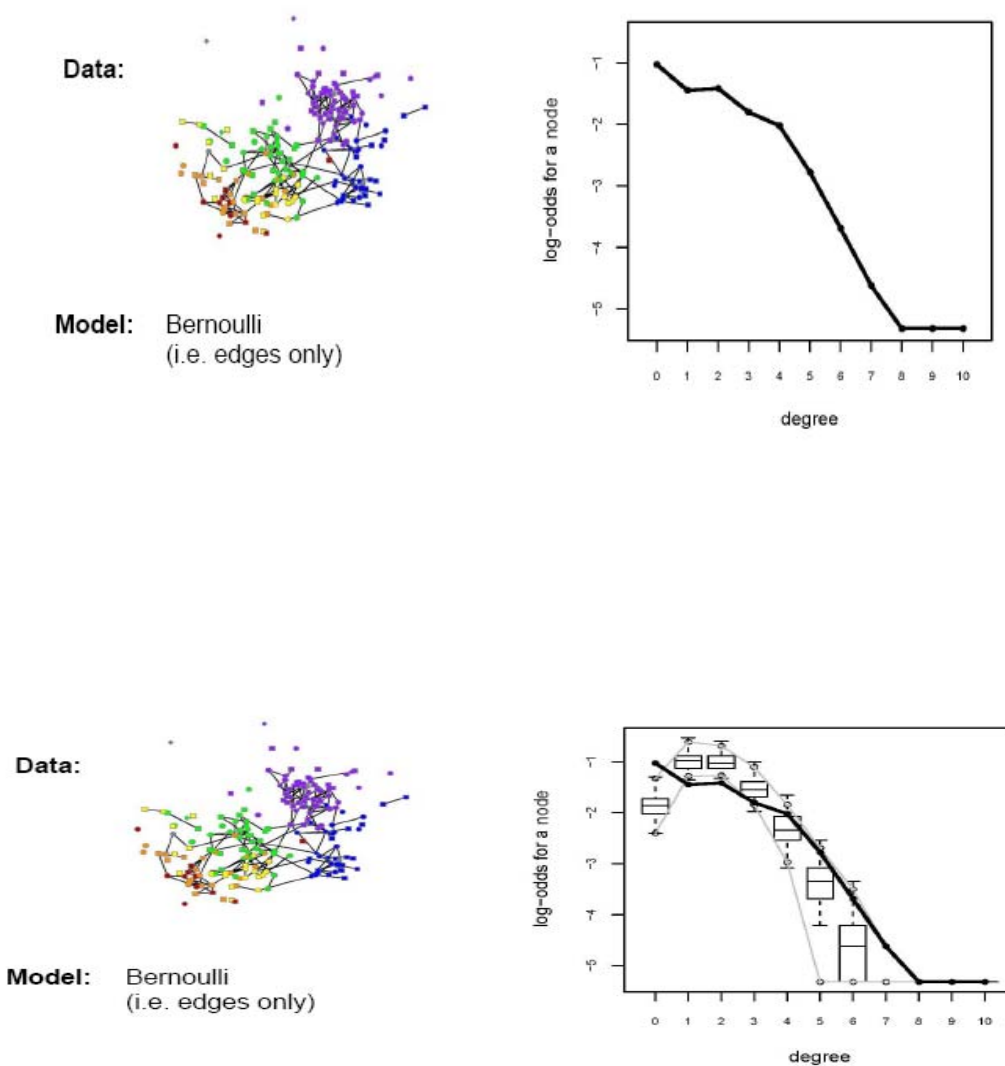 Data:
Model: Bernoulli
(i.e. edges only)
log-odds for a node
-1
-2
-3
-4
-5
0 1 2 3 4 5 6 7 8 9 10
degree
Data:
Model: Bernoulli
(i.e. edges only)
log-odds for a node
-1
-2
-3
-4
-5
0 1 2 3 4 5 6 7 8 9 10
degree